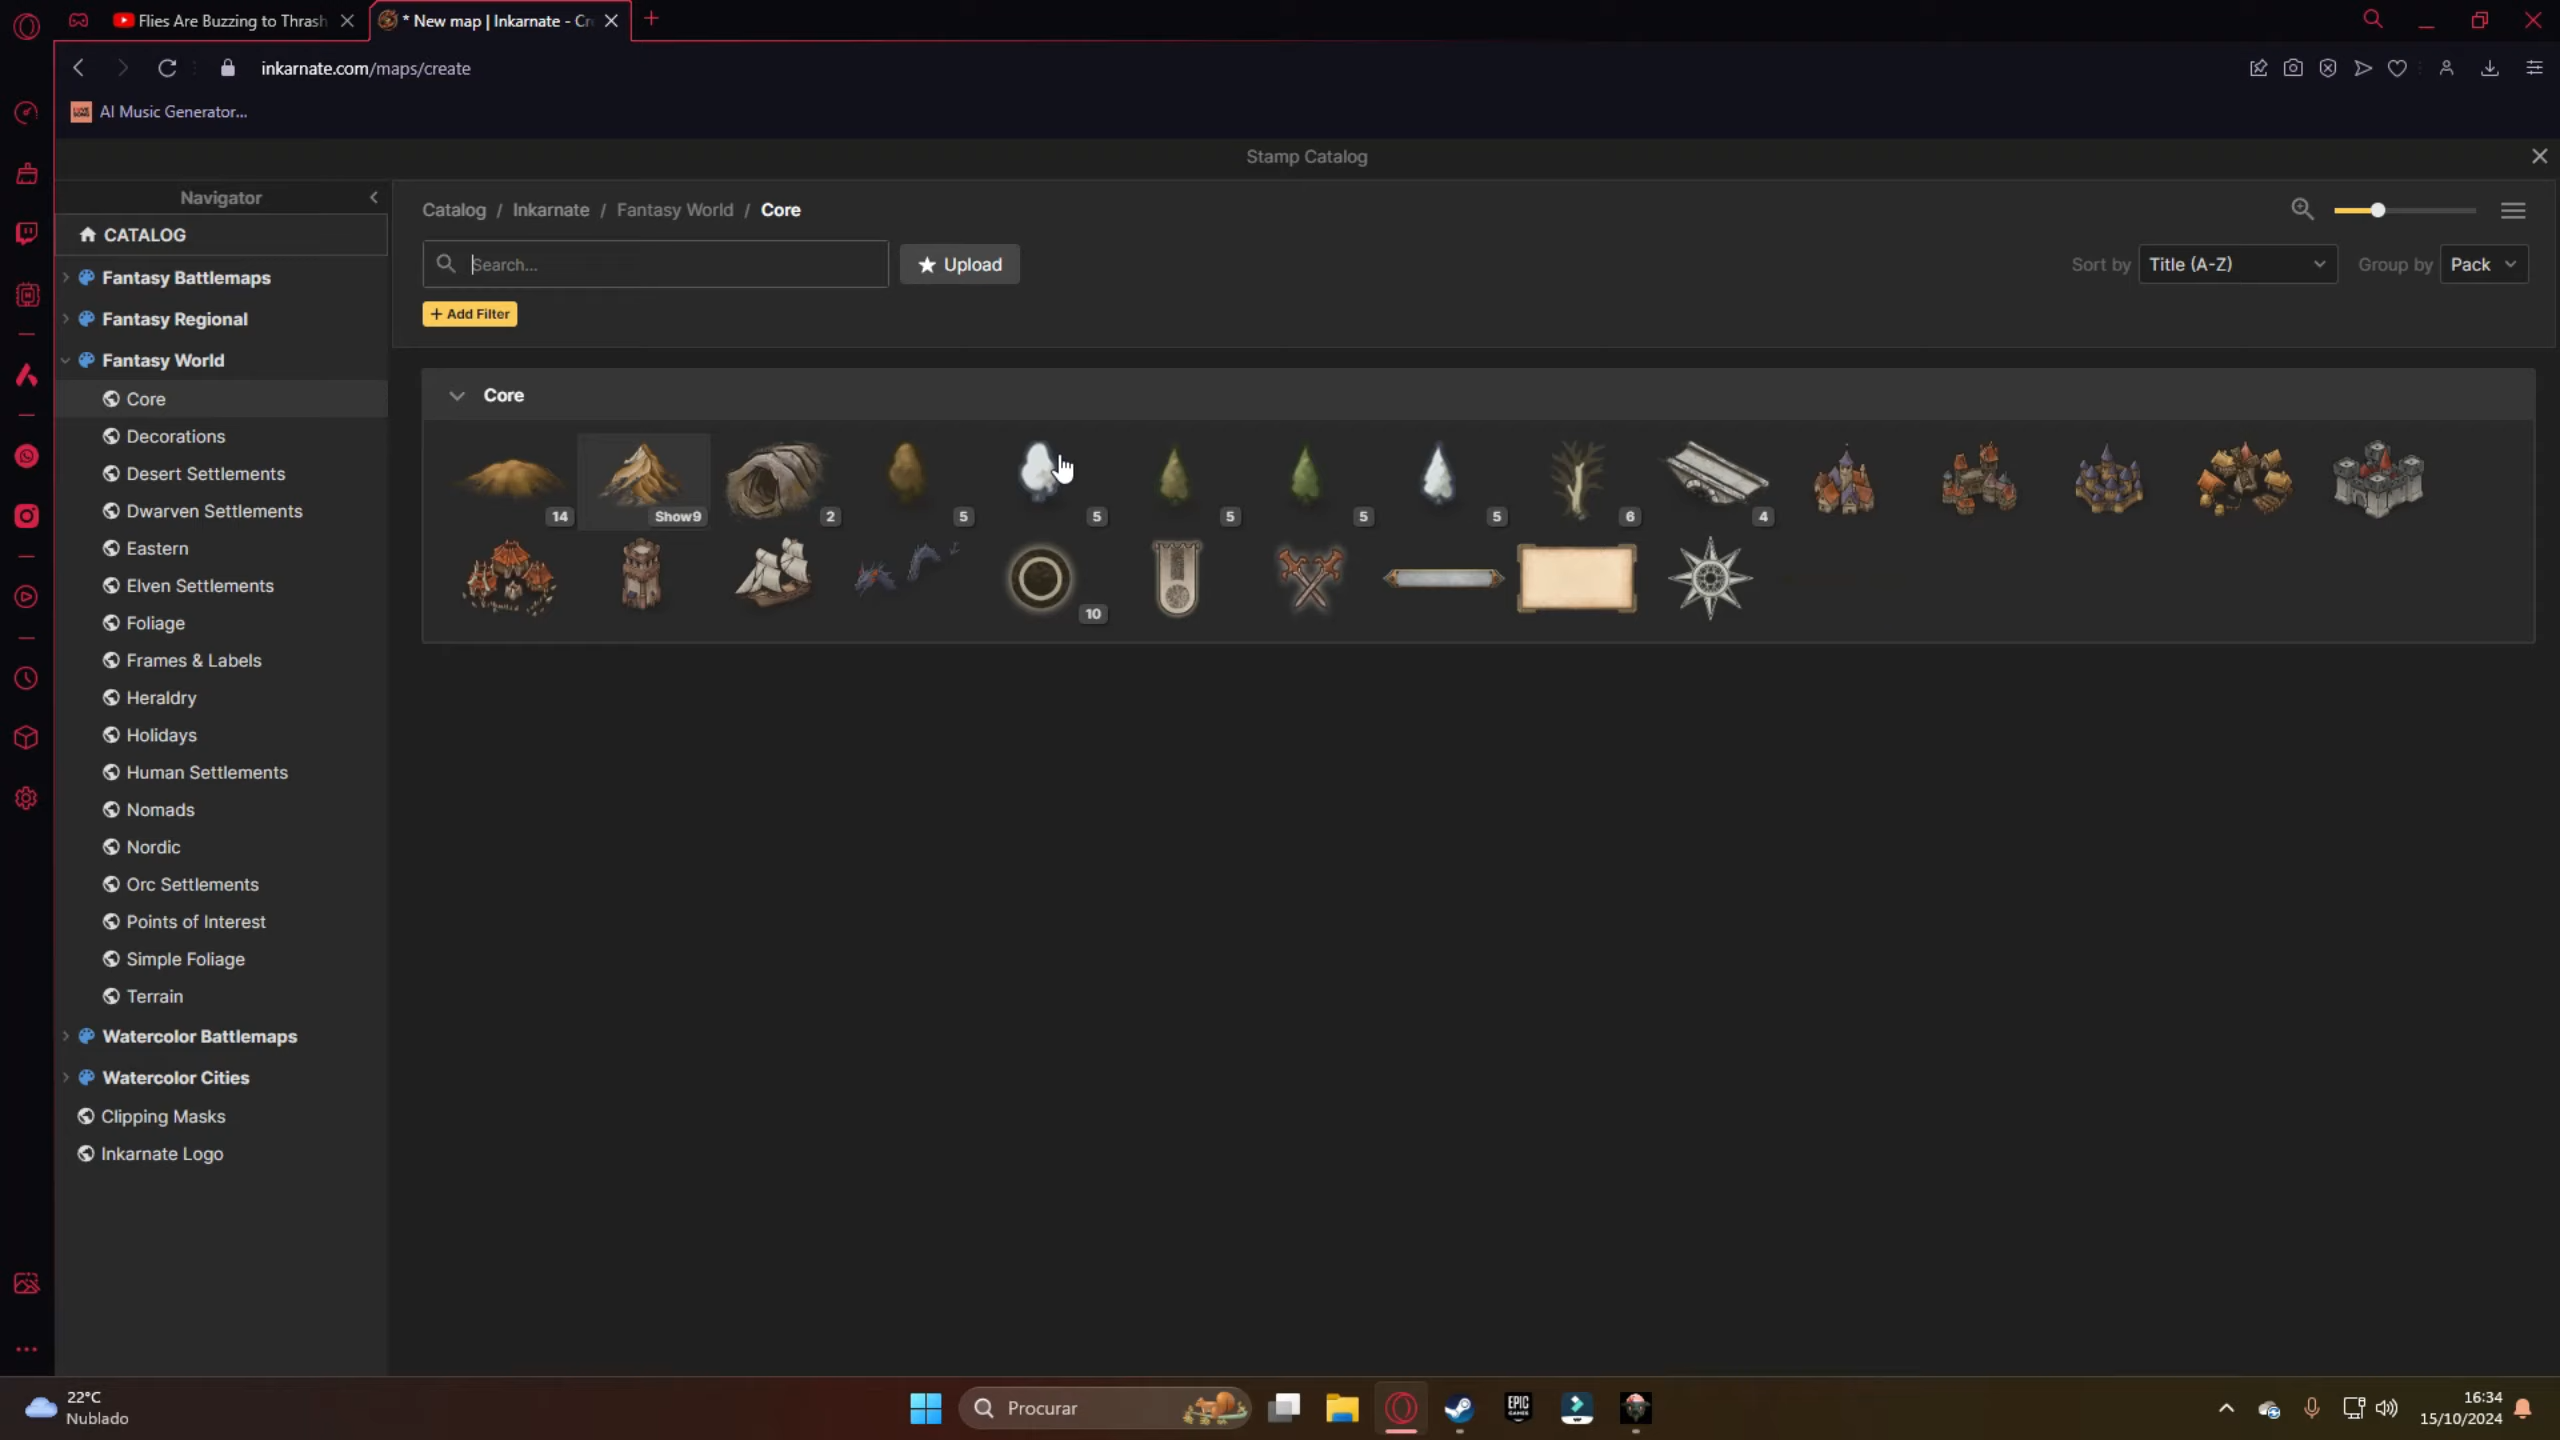 Flies Are Buzzing to Thrash
* New map | Inkarnate - Cr
inkarnate.com/maps/create
AI Music Generator...
Stamp Catalog
Navigator
CATALOG
Fantasy Battlemaps
Fantasy Regional
Fantasy World
Core
Decorations
Desert Settlements
Dwarven Settlements
Eastern
Elven Settlements
Foliage
Frames & Labels
Heraldry
Holidays
Human Settlements
Nomads
Nordic
Orc Settlements
Points of Interest
Simple Foliage
Terrain
Watercolor Battlemaps
Watercolor Cities
Clipping Masks
Inkarnate Logo
Catalog / Inkarnate / Fantasy World / Core
Search...
Upload
Sort by Title (A-Z) Group by Pack
+ Add Filter
Core
14 Show9 2 5 5 5 5 5 6 4
10
22°C
Nublado
Procurar
EPIC
GAMES
16:34
15/10/2024